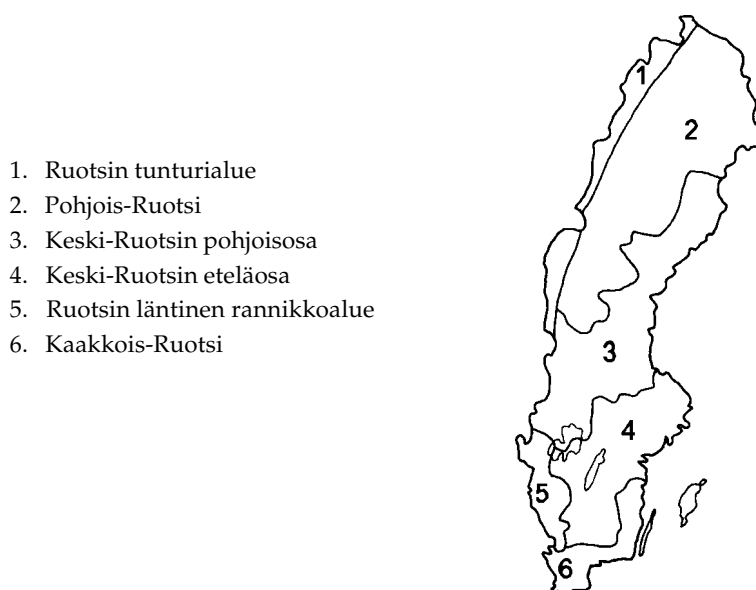 1. Ruotsin tunturialue
2. Pohjois-Ruotsi
3. Keski-Ruotsin pohjoisosa
4. Keski-Ruotsin eteläosa
5. Ruotsin läntinen rannikkoalue
6. Kaakkois-Ruotsi
1
2
3
4
5
6